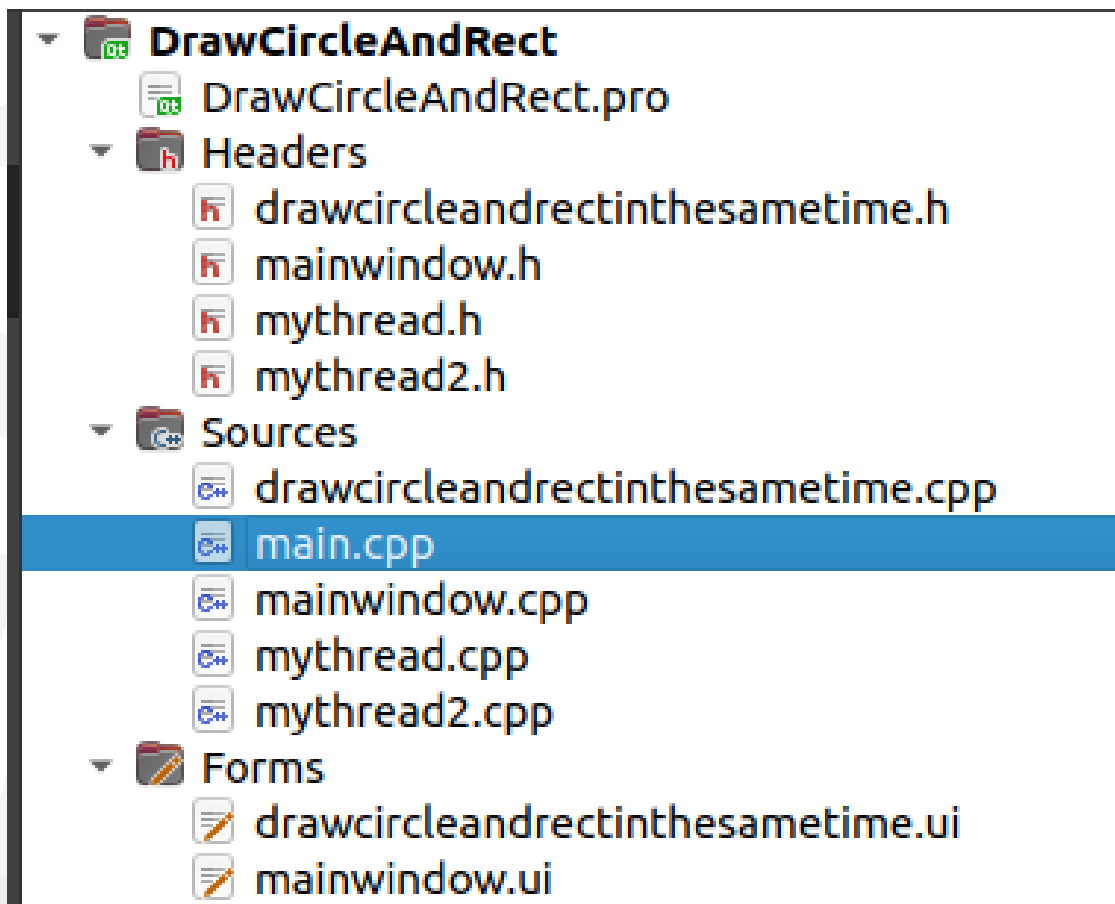 DrawCircleAndRect
DrawCircleAndRect.pro
Headers
drawcircleandrectinthesametime.h
mainwindow.h
mythread.h
mythread2.h
Sources
drawcircleandrectinthesametime.cpp
main.cpp
mainwindow.cpp
mythread.cpp
mythread2.cpp
Forms
drawcircleandrectinthesametime.ui
mainwindow.ui